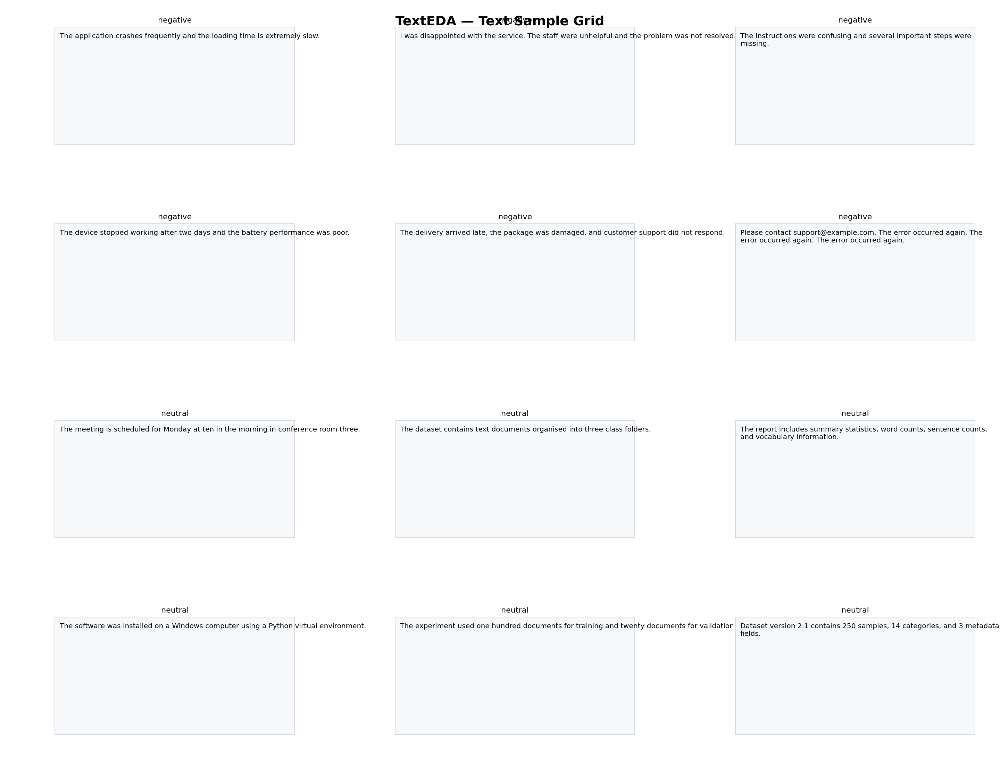 TextEDA — Text Sample Grid
negative
negative
negative
The application crashes frequently and the loading time is extremely slow.
I was disappointed with the service. The staff were unhelpful and the problem was not resolved.
The instructions were confusing and several important steps were
missing.
negative
negative
negative
The device stopped working after two days and the battery performance was poor.
The delivery arrived late, the package was damaged, and customer support did not respond.
Please contact support@example.com. The error occurred again. The
error occurred again. The error occurred again.
neutral
neutral
neutral
The meeting is scheduled for Monday at ten in the morning in conference room three.
The dataset contains text documents organised into three class folders.
The report includes summary statistics, word counts, sentence counts,
and vocabulary information.
neutral
neutral
neutral
The software was installed on a Windows computer using a Python virtual environment.
The experiment used one hundred documents for training and twenty documents for validation.
Dataset version 2.1 contains 250 samples, 14 categories, and 3 metadata
fields.